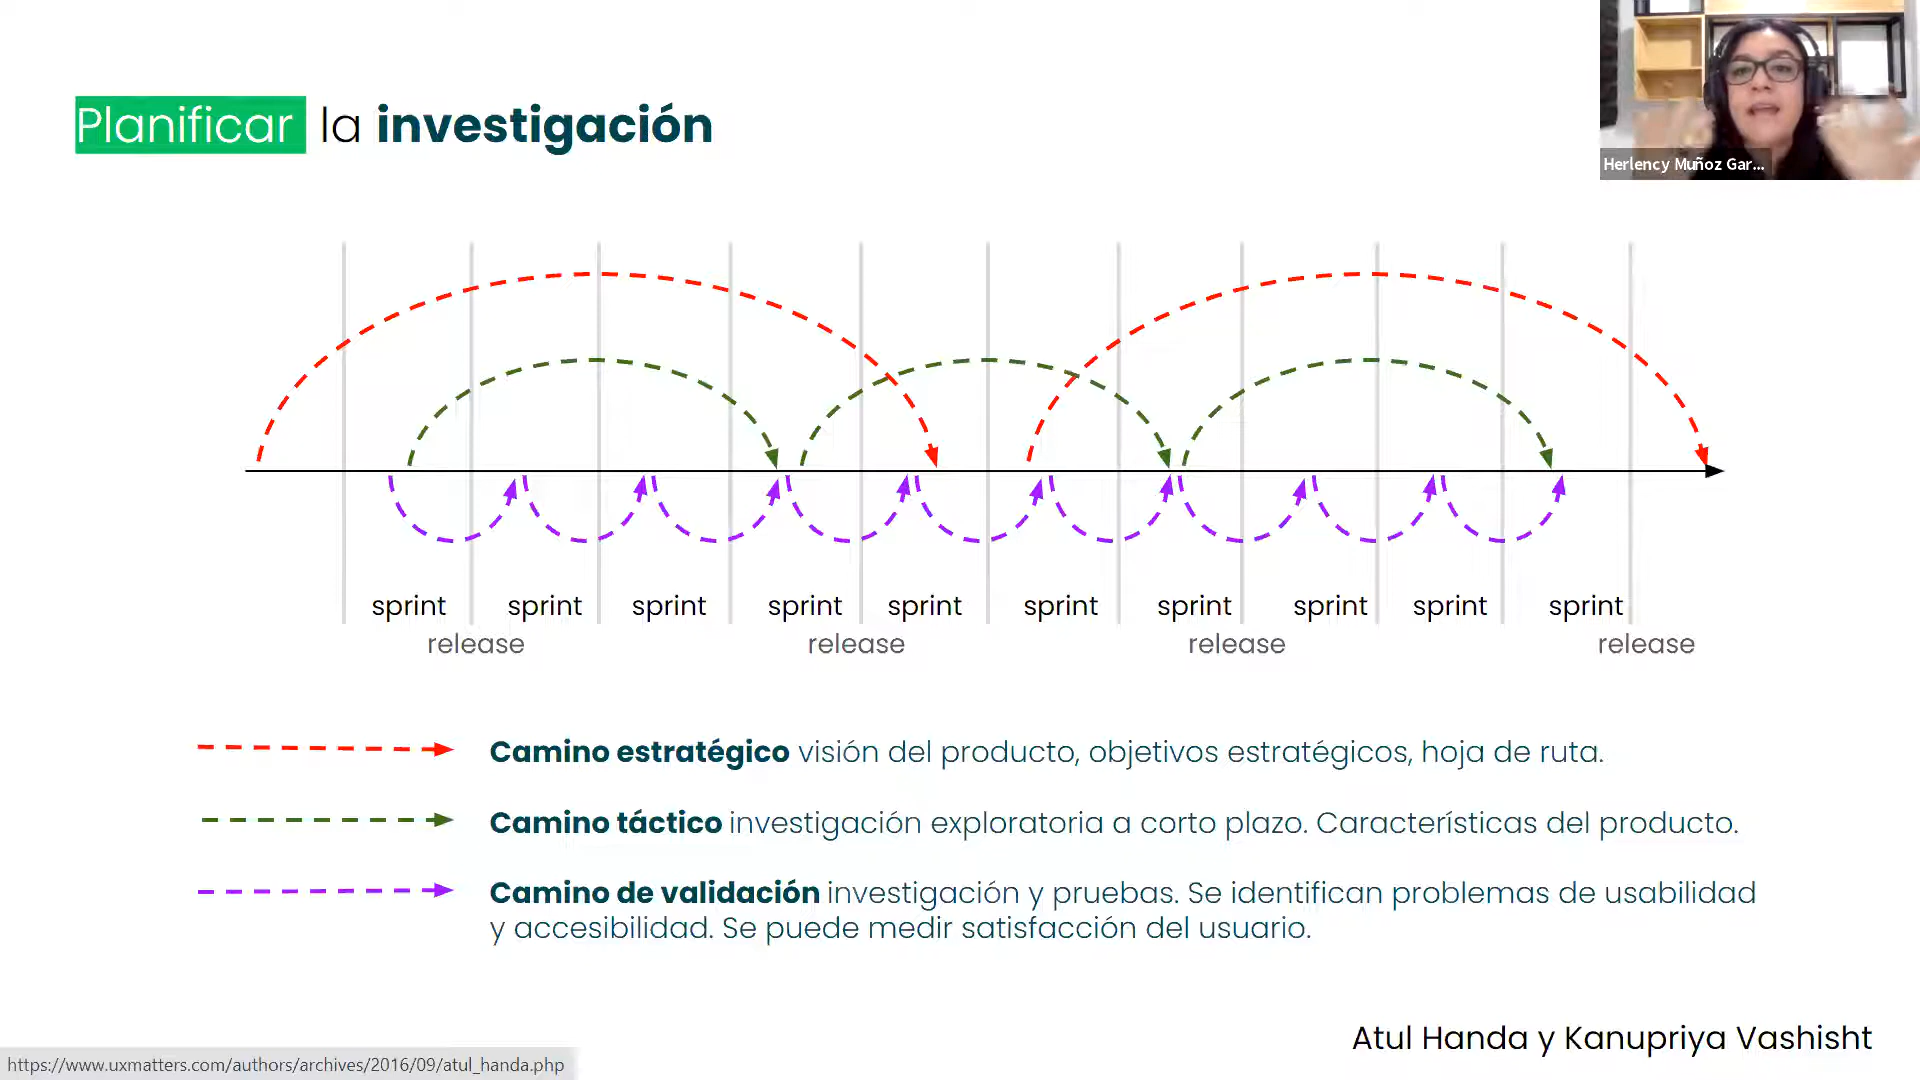 Planificar la investigación
Herlency Muñoz Gar...
sprint sprint sprint sprint sprint sprint sprint sprint sprint sprint
release release release release
Camino estratégico visión del producto, objetivos estratégicos, hoja de ruta.
Camino táctico investigación exploratoria a corto plazo. Características del producto.
Camino de validación investigación y pruebas. Se identifican problemas de usabilidad
y accesibilidad. Se puede medir satisfacción del usuario.
Atul Handa y Kanupriya Vashisht
https://www.uxmatters.com/authors/archives/2016/09/atul_handa.php